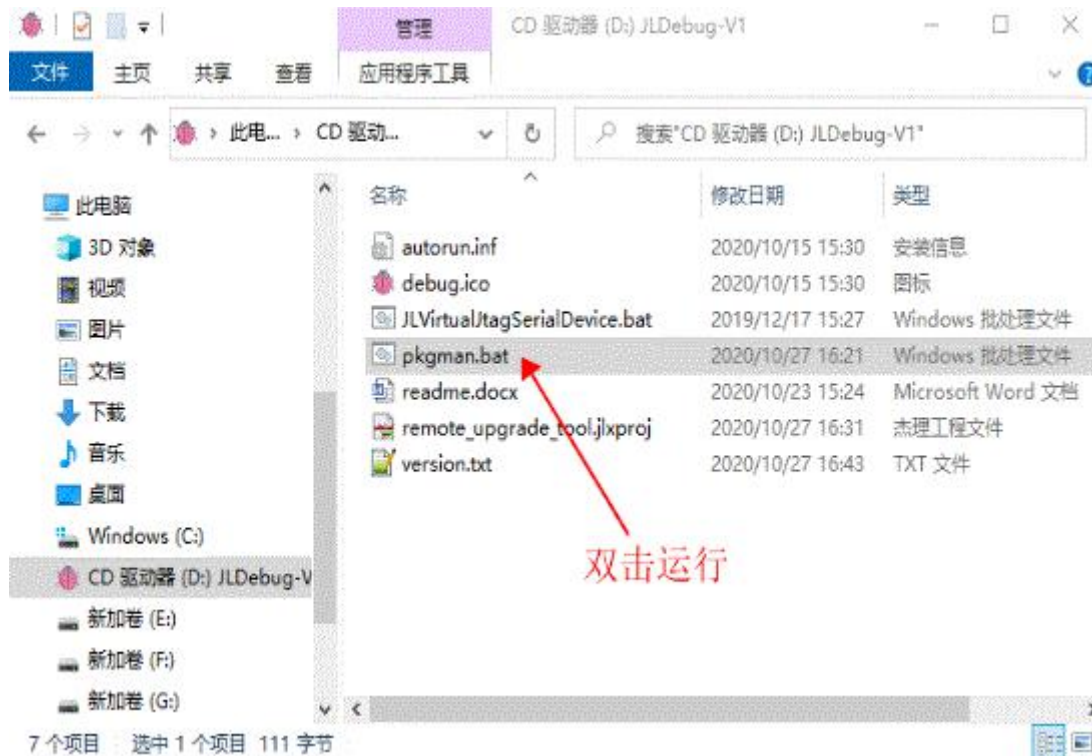 管理
CD 驱动器 (D:) JLDebug-V1
文件 主页 共享 查看 应用程序工具
此电... CD 驱动...
搜索"CD 驱动器 (D:) JLDebug-V1"
名称 修改日期 类型
此电脑
3D 对象
视频
图片
文档
下载
音乐
桌面
Windows (C:)
CD 驱动器 (D:) JLDebug-V
新加卷 (E:)
新加卷 (F:)
新加卷 (G:)
autorun.inf 2020/10/15 15:30 安装信息
debug.ico 2020/10/15 15:30 图标
JLVirtualJtagSerialDevice.bat 2019/12/17 15:27 Windows 批处理文件
pkgman.bat 2020/10/27 16:21 Windows 批处理文件
readme.docx 2020/10/23 15:24 Microsoft Word 文档
remote_upgrade_tool.jlxproj 2020/10/27 16:31 杰理工程文件
version.txt 2020/10/27 16:43 TXT 文件
双击运行
7 个项目 选中 1 个项目 111 字节